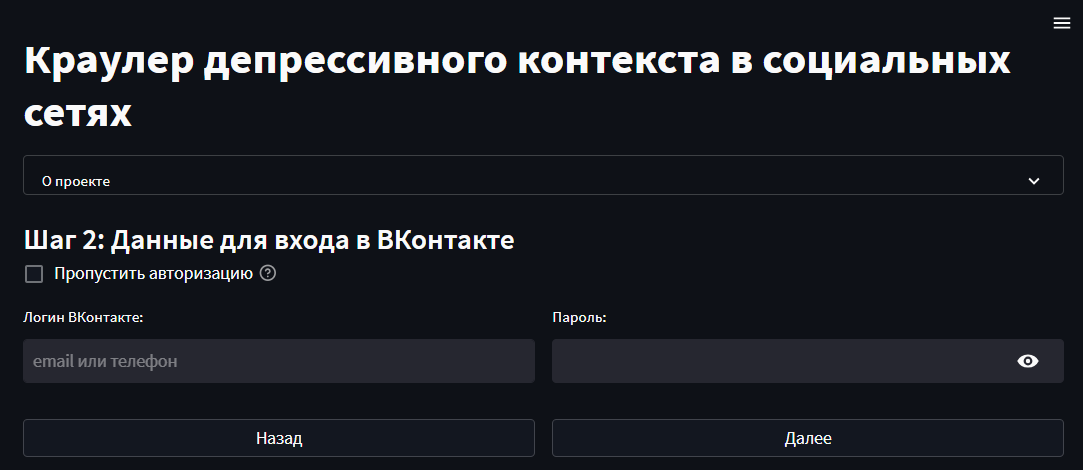 Краулер депрессивного контекста в социальных
сетях
О проекте
Шаг 2: Данные для входа в ВКонтакте
Пропустить авторизацию ?
Логин ВКонтакте:
Пароль:
email или телефон
Назад
Далее